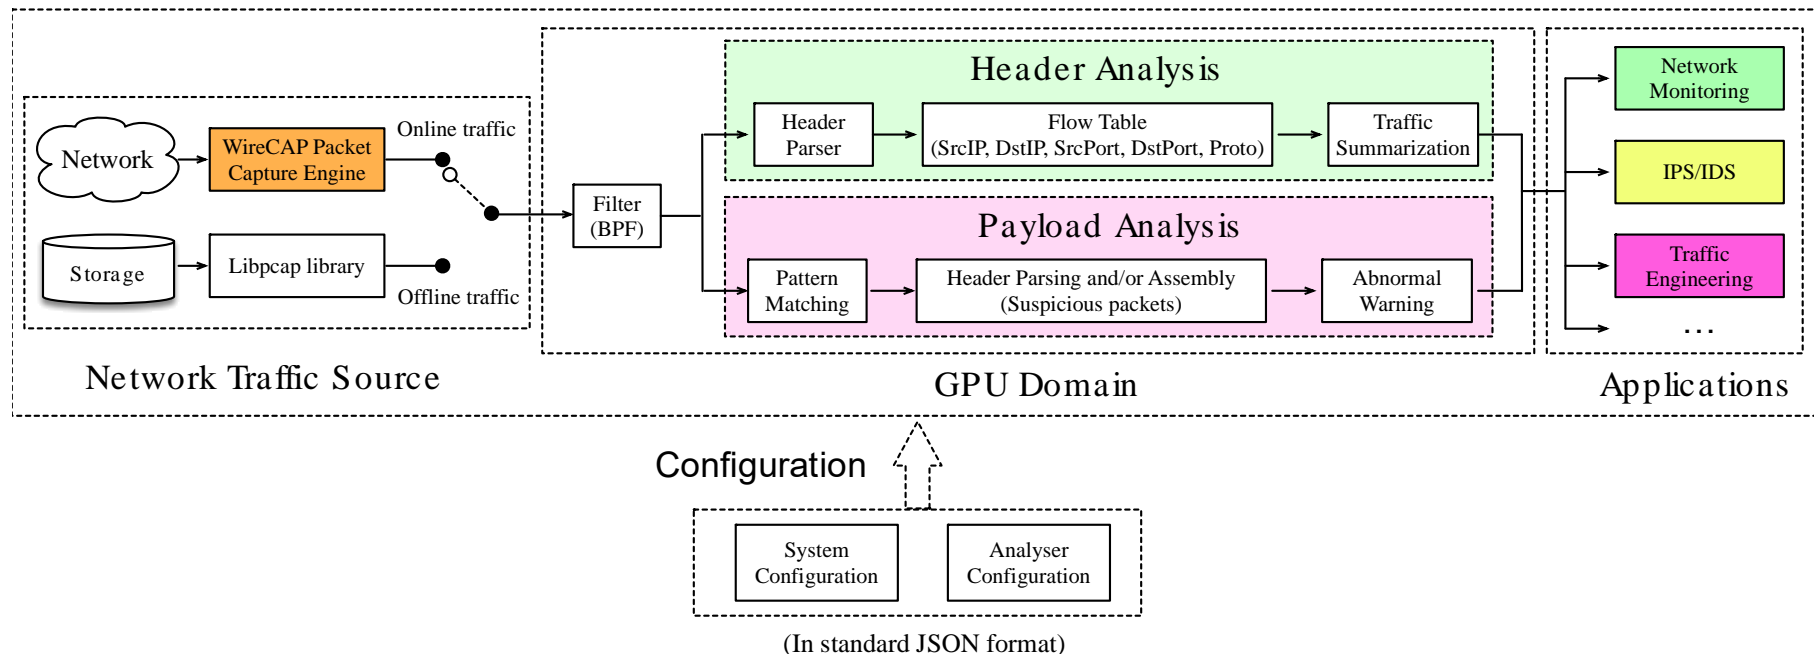 Header Analysis
Network
Monitoring
Online traffic
Header
Parser
Flow Table
(SrcIP, DstIP, SrcPort, DstPort, Proto)
Traffic
Summarization
Network
WireCAP Packet
Capture Engine
IPS/IDS
Filter
(BPF)
Payload Analysis
Storage
Libpcap library
Offline traffic
Pattern
Matching
Header Parsing and/or Assembly
(Suspicious packets)
Abnormal
Warning
Traffic
Engineering
...
Network Traffic Source
GPU Domain
Applications
Configuration
System
Configuration
Analyser
Configuration
(In standard JSON format)